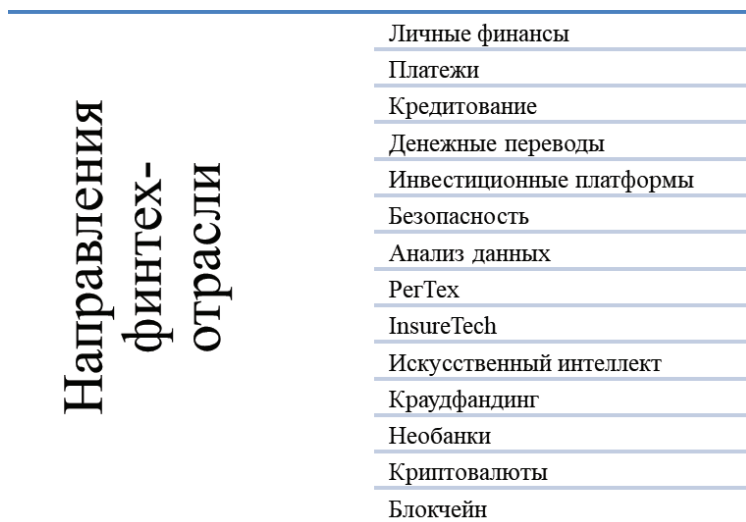 Направления
финтех-
отрасли
Личные финансы
Платежи
Кредитование
Денежные переводы
Инвестиционные платформы
Безопасность
Анализ данных
РегТех
InsureTech
Искусственный интеллект
Краудфандинг
Необанки
Криптовалюты
Блокчейн